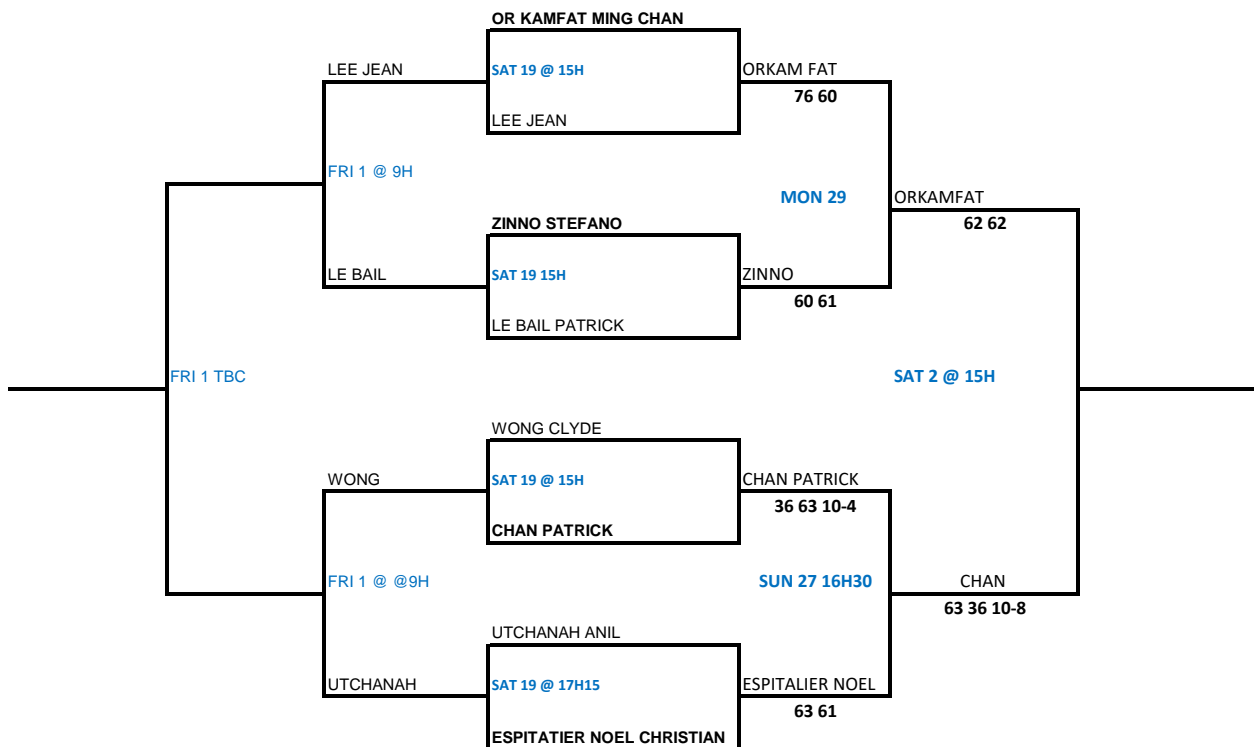 OR KAMFAT MING CHAN
LEE JEAN
SAT 19 @ 15H
ORKAM FAT
76 60
LEE JEAN
FRI 1 @ 9H
MON 29
ORKAMFAT
62 62
ZINNO STEFANO
LE BAIL
SAT 19 15H
ZINNO
60 61
LE BAIL PATRICK
FRI 1 TBC
SAT 2 @ 15H
WONG CLYDE
WONG
SAT 19 @ 15H
CHAN PATRICK
36 63 10-4
CHAN PATRICK
FRI 1 @ @9H
SUN 27 16H30
CHAN
63 36 10-8
UTCHANAH ANIL
UTCHANAH
SAT 19 @ 17H15
ESPITALIER NOEL
63 61
ESPITATIER NOEL CHRISTIAN